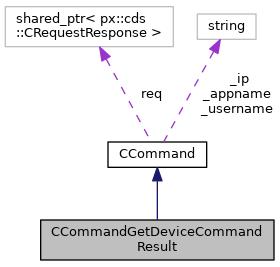 shared_ptr< px::cds
::CRequestResponse >
string
req
_ip
_appname
_username
CCommand
CCommandGetDeviceCommand
Result